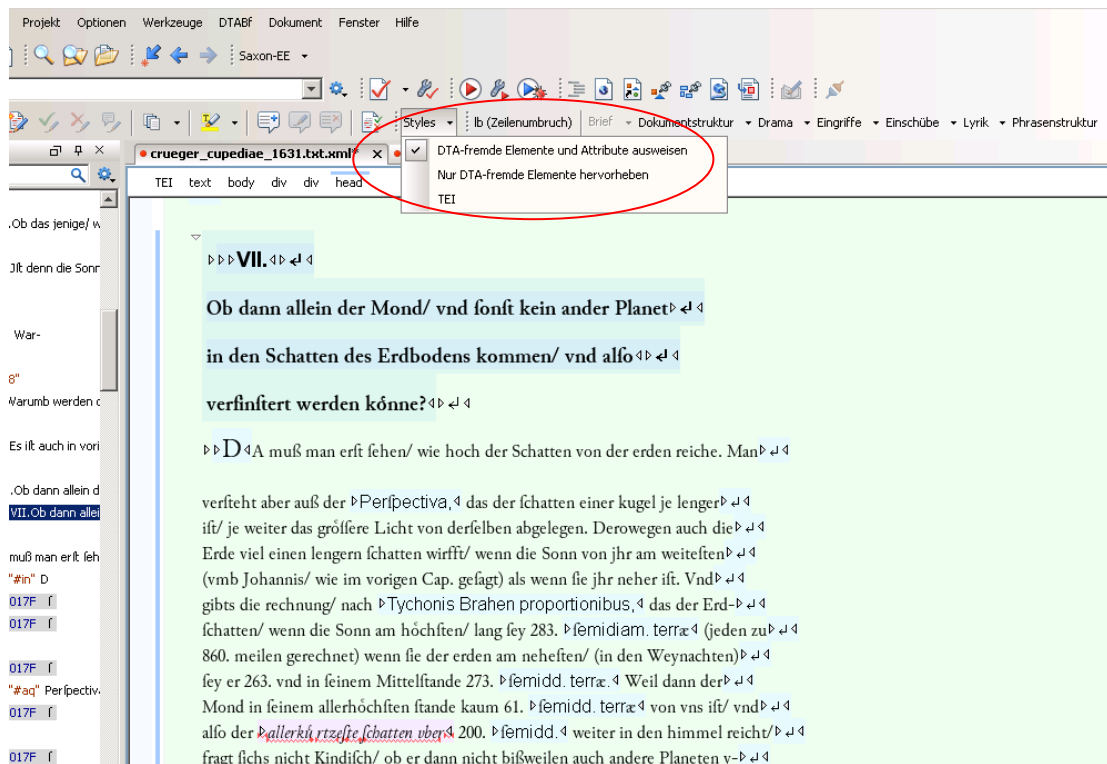 Projekt Optionen Werkzeuge DTABf Dokument Fenster Hilfe
Saxon-EE
Styles lb (Zeilenumbruch) Brief Dokumentstruktur Drama Eingriffe Einschübe Lyrik Phrasenstruktur
crueger_cupediae_1631.txt.xml*
DTA-fremde Elemente und Attribute ausweisen
Nur DTA-fremde Elemente hervorheben
TEI
TEI text body div div head
.Ob das jenige/ w
Jſt denn die Sonn
War-
8"
Warumb werden d
Es iſt auch in vori
.Ob dann allein d
VII.Ob dann allei
muß man erſt ſeh
"#in" D
017F ſ
017F ſ
017F ſ
"#aq" Perſpectiv
017F ſ
017F ſ
VII.
Ob dann allein der Mond/ vnd ſonſt kein ander Planet
in den Schatten des Erdbodens kommen/ vnd alſo
verfinſtert werden koͤnne?
DA muß man erſt ſehen/ wie hoch der Schatten von der erden reiche. Man
verſteht aber auß der Perſpectiva, das der ſchatten einer kugel je lenger
iſt/ je weiter das groͤſſere Licht von derſelben abgelegen. Derowegen auch die
Erde viel einen lengern ſchatten wirfft/ wenn die Sonn von jhr am weiteſten
(vmb Johannis/ wie im vorigen Cap. geſagt) als wenn ſie jhr neher iſt. Vnd
gibts die rechnung/ nach Tychonis Brahen proportionibus, das der Erd-
ſchatten/ wenn die Sonn am hoͤchſten/ lang ſey 283. ſemidiam. terræ (jeden zu
860. meilen gerechnet) wenn ſie der erden am neheſten/ (in den Weynachten)
ſey er 263. vnd in ſeinem Mittelſtande 273. ſemidd. terræ. Weil dann der
Mond in ſeinem allerhoͤchſten ſtande kaum 61. ſemidd. terræ von vns iſt/ vnd
alſo der allerkuͤrtzeſte ſchatten vber 200. ſemidd. weiter in den himmel reicht/
fragt ſichs nicht Kindiſch/ ob er dann nicht bißweilen auch andere Planeten v-